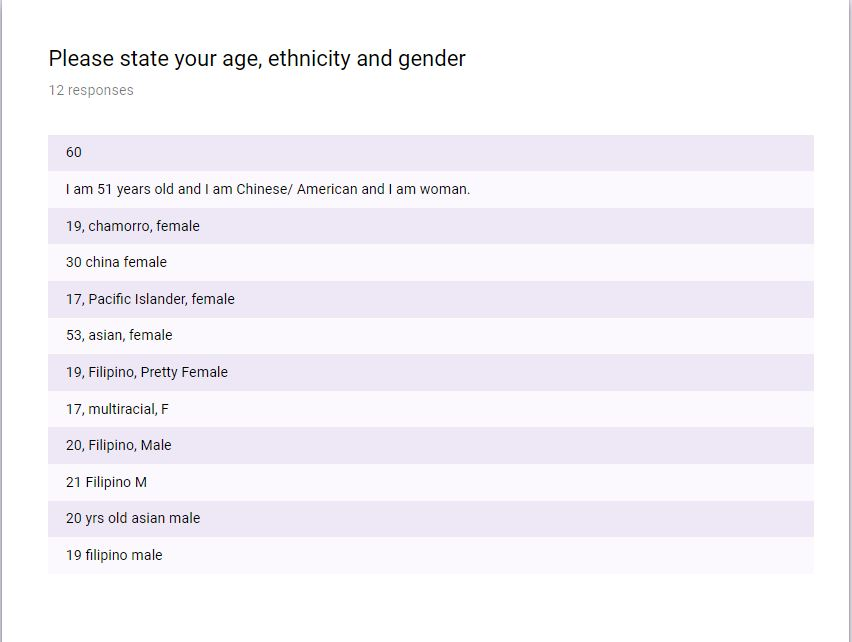 Please state your age, ethnicity and gender
12 responses
60
I am 51 years old and I am Chinese/ American and I am woman.
19, chamorro, female
30 china female
17, Pacific Islander, female
53, asian, female
19, Filipino, Pretty Female
17, multiracial, F
20, Filipino, Male
21 Filipino M
20 yrs old asian male
19 filipino male